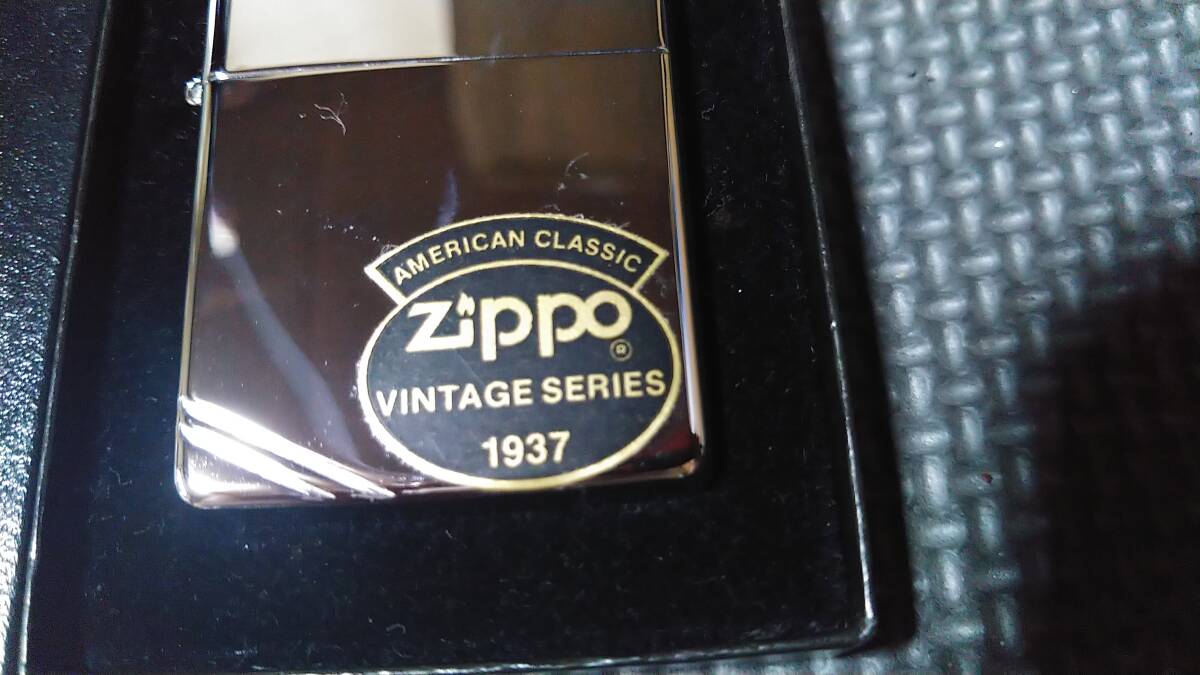 AMERICAN CLASSIC
Zippo ®
VINTAGE SERIES
1937